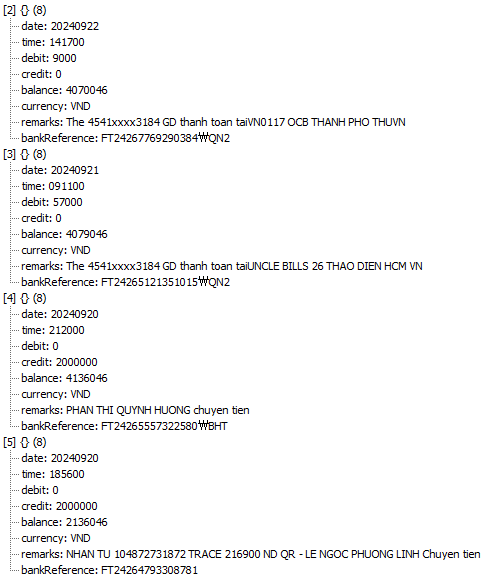 [2] {} (8)
date: 20240922
time: 141700
debit: 9000
credit: 0
balance: 4070046
currency: VND
remarks: The 4541xxxx3184 GD thanh toan taiVN0117 OCB THANH PHO THUVN
bankReference: FT24267769290384₩QN2
[3] {} (8)
date: 20240921
time: 091100
debit: 57000
credit: 0
balance: 4079046
currency: VND
remarks: The 4541xxxx3184 GD thanh toan taiUNCLE BILLS 26 THAO DIEN HCM VN
bankReference: FT24265121351015₩QN2
[4] {} (8)
date: 20240920
time: 212000
debit: 0
credit: 2000000
balance: 4136046
currency: VND
remarks: PHAN THI QUYNH HUONG chuyen tien
bankReference: FT24265557322580₩BHT
[5] {} (8)
date: 20240920
time: 185600
debit: 0
credit: 2000000
balance: 2136046
currency: VND
remarks: NHAN TU 104872731872 TRACE 216900 ND QR - LE NGOC PHUONG LINH Chuyen tien
bankReference: FT24264793308781